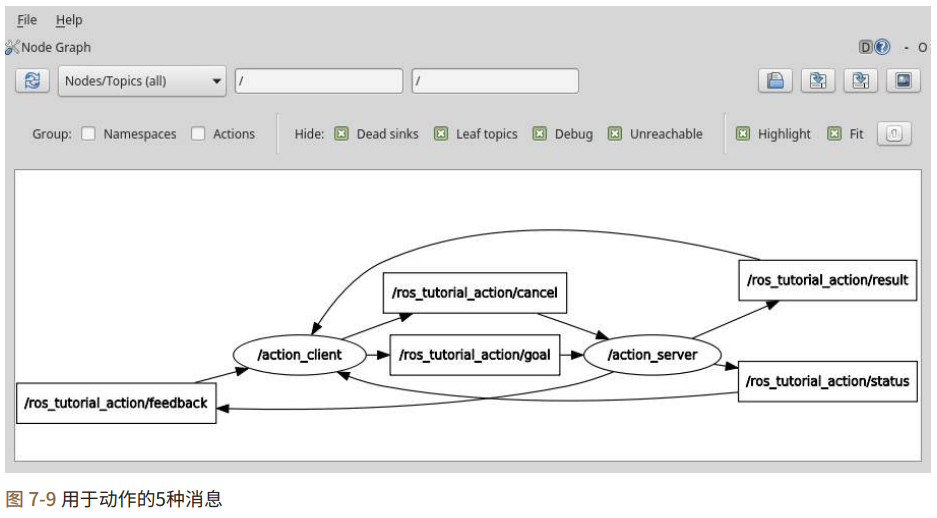 File Help
Node Graph
D ? - O
Nodes/Topics (all) / /
Group: Namespaces Actions Hide: Dead sinks Leaf topics Debug Unreachable Highlight Fit
/ros_tutorial_action/result
/ros_tutorial_action/cancel
/action_client
/ros_tutorial_action/goal
/action_server
/ros_tutorial_action/status
/ros_tutorial_action/feedback
图 7-9 用于动作的5种消息